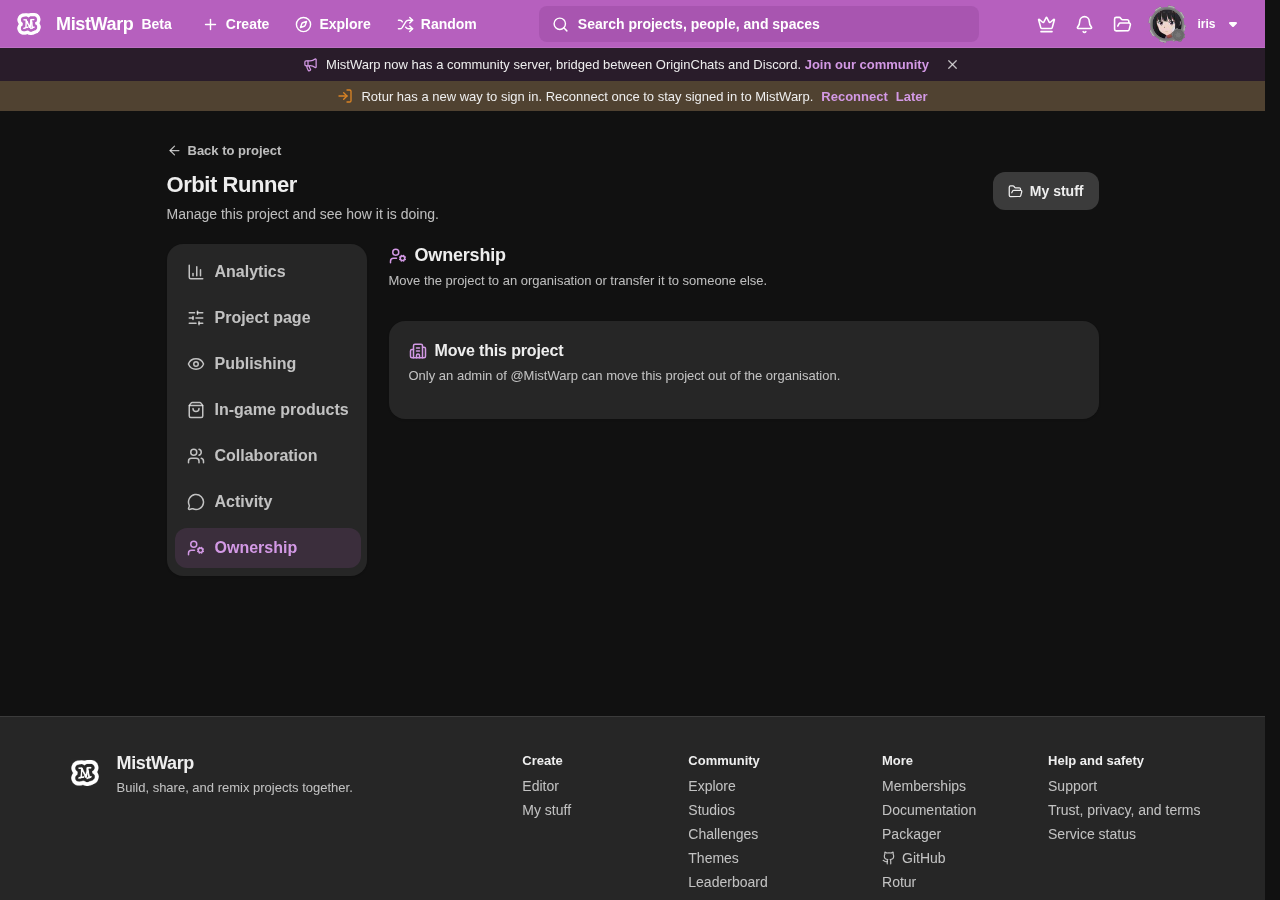 MistWarp Beta
Create
Explore
Random
Search projects, people, and spaces
iris
MistWarp now has a community server, bridged between OriginChats and Discord. Join our community
Rotur has a new way to sign in. Reconnect once to stay signed in to MistWarp. Reconnect Later
Back to project
Orbit Runner
Manage this project and see how it is doing.
My stuff
Analytics
Project page
Publishing
In-game products
Collaboration
Activity
Ownership
Ownership
Move the project to an organisation or transfer it to someone else.
Move this project
Only an admin of @MistWarp can move this project out of the organisation.
MistWarp
Build, share, and remix projects together.
Create
Editor
My stuff
Community
Explore
Studios
Challenges
Themes
Leaderboard
More
Memberships
Documentation
Packager
GitHub
Rotur
Help and safety
Support
Trust, privacy, and terms
Service status